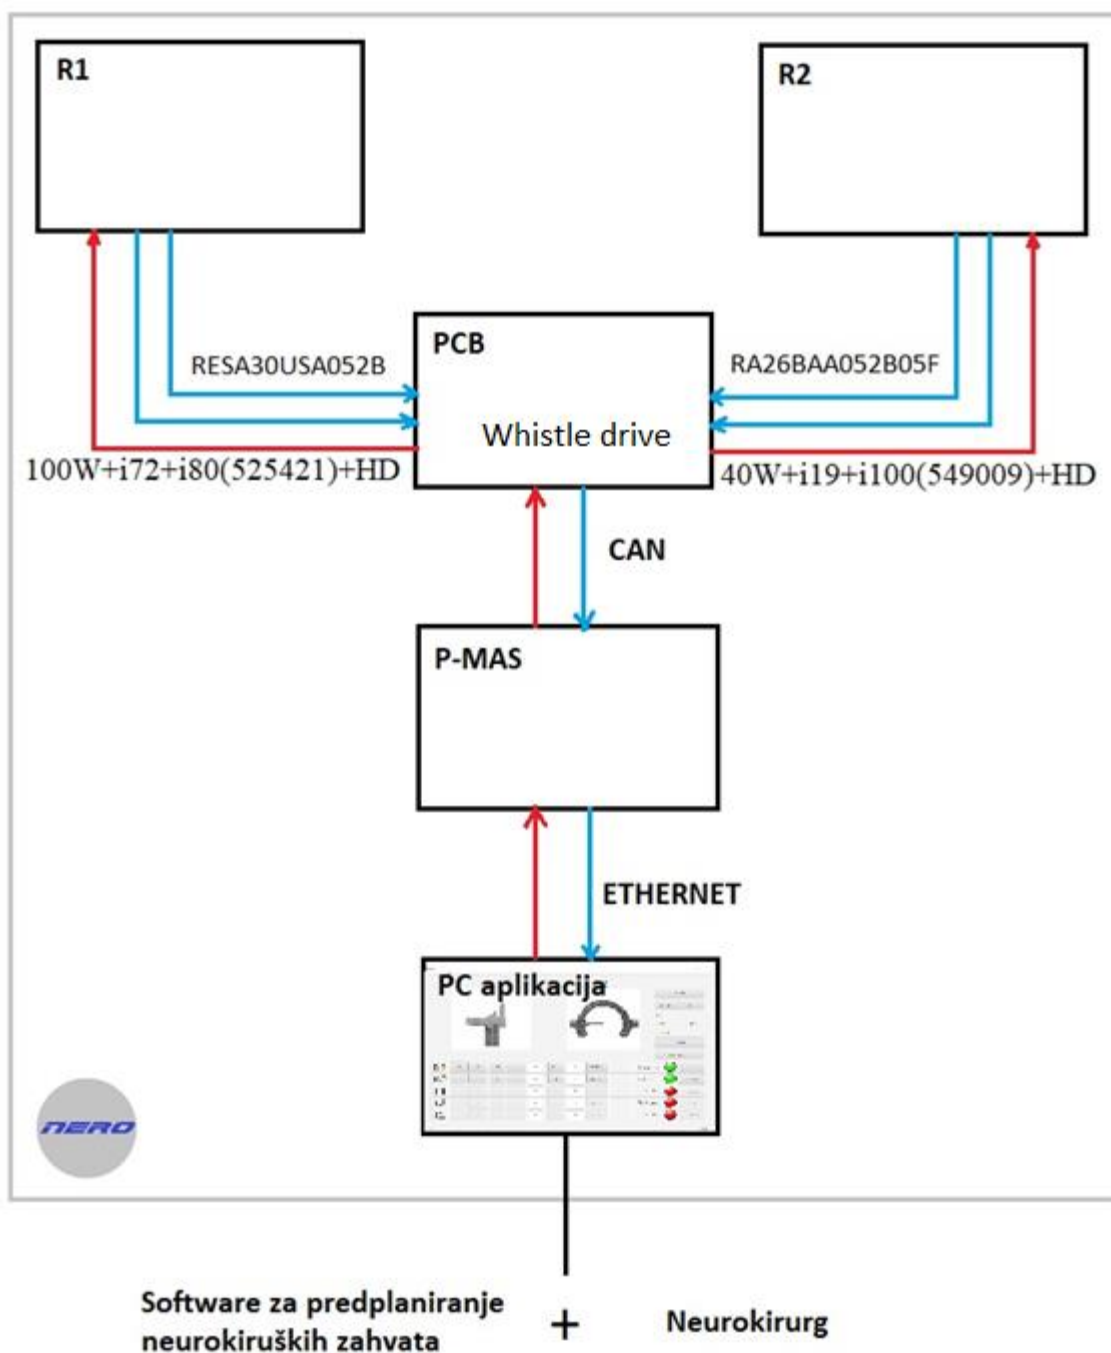 R1
R2
PCB
RESA30USA052B
RA26BAA052B05F
Whistle drive
100W+i72+i80(525421)+HD
40W+i19+i100(549009)+HD
CAN
P-MAS
ETHERNET
PC aplikacija
NERO
Software za predplaniranje
neurokiruških zahvata
+
Neurokirurg